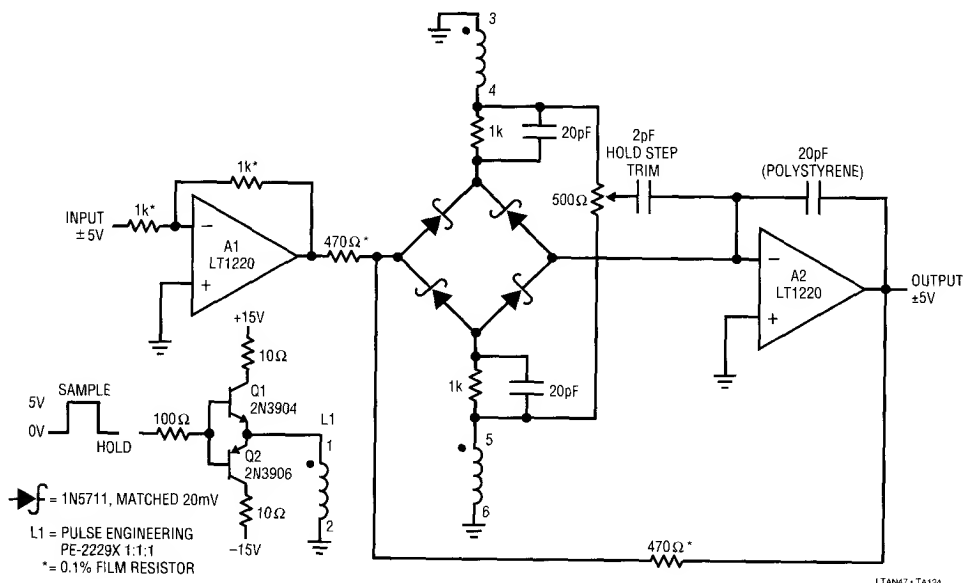 3
4
1k
20pF
2pF
HOLD STEP
TRIM
20pF
(POLYSTYRENE)
1k*
INPUT
±5V
1k*
−
A1
LT1220
+
470Ω*
500Ω
−
A2
LT1220
+
OUTPUT
±5V
+15V
10Ω
SAMPLE
5V
0V
HOLD
100Ω
Q1
2N3904
Q2
2N3906
10Ω
−15V
L1
1
2
1k
20pF
5
6
470Ω*
= 1N5711, MATCHED 20mV
L1 = PULSE ENGINEERING
PE-2229X 1:1:1
*= 0.1% FILM RESISTOR
LTAN47 • TA124